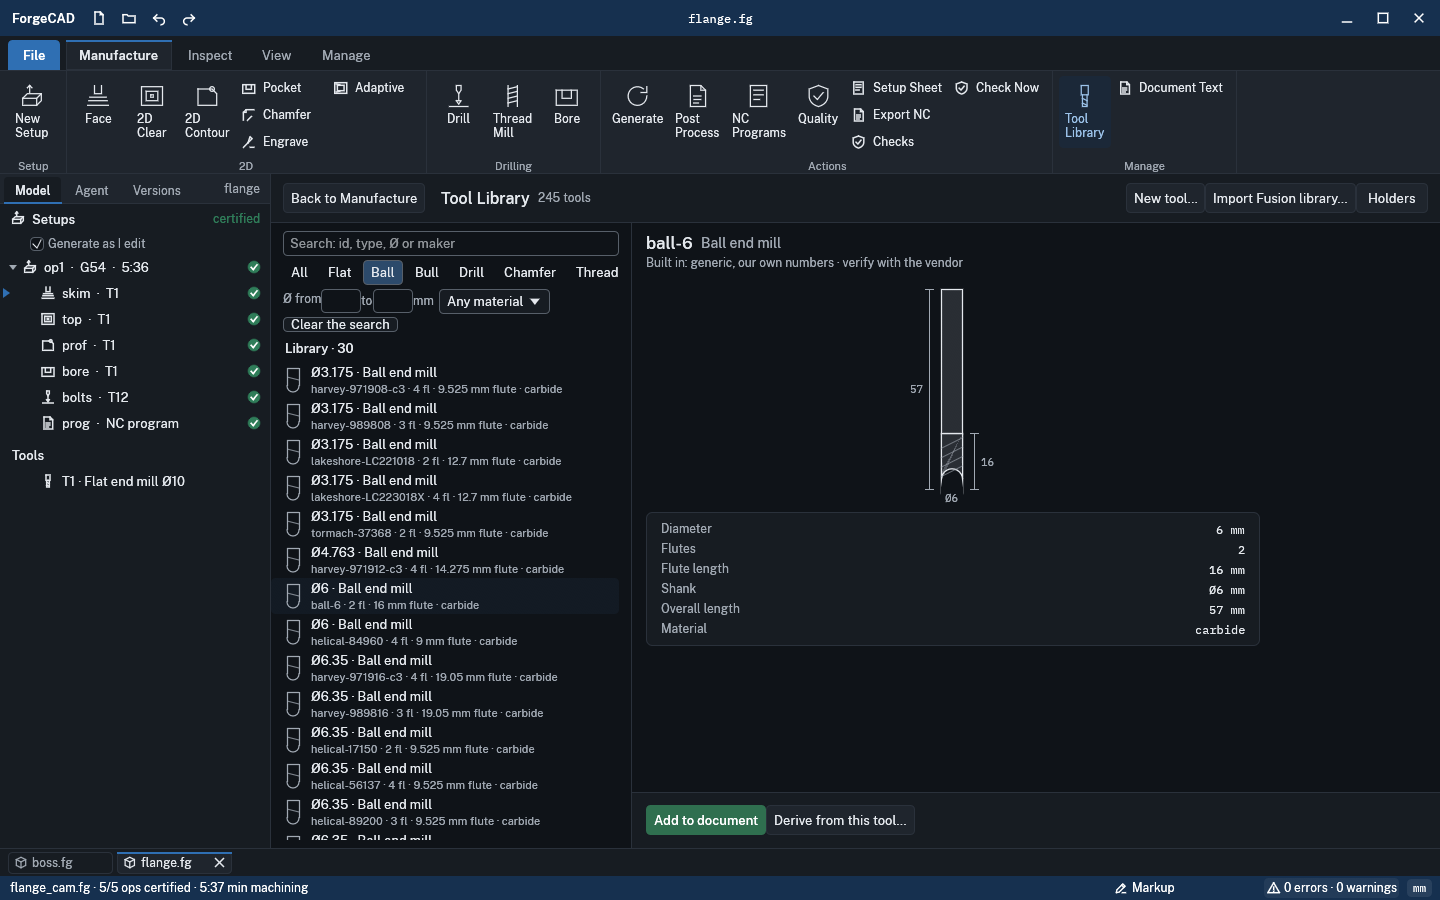 ForgeCAD
flange.fg
File
Manufacture
Inspect
View
Manage
New Setup
Face
2D Clear
2D Contour
Pocket
Chamfer
Engrave
Adaptive
Drill
Thread Mill
Bore
Generate
Post Process
NC Programs
Quality
Setup Sheet
Export NC
Checks
Check Now
Tool Library
Document Text
Setup
2D
Drilling
Actions
Manage
Model
Agent
Versions
flange
Setups
certified
Generate as I edit
op1 · G54 · 5:36
skim · T1
top · T1
prof · T1
bore · T1
bolts · T12
prog · NC program
Tools
T1 · Flat end mill Ø10
Back to Manufacture
Tool Library
245 tools
New tool...
Import Fusion library...
Holders
Search: id, type, Ø or maker
All
Flat
Ball
Bull
Drill
Chamfer
Thread
Ø from
to
mm
Any material
Clear the search
Library · 30
Ø3.175 · Ball end mill
harvey-971908-c3 · 4 fl · 9.525 mm flute · carbide
Ø3.175 · Ball end mill
harvey-989808 · 3 fl · 9.525 mm flute · carbide
Ø3.175 · Ball end mill
lakeshore-LC221018 · 2 fl · 12.7 mm flute · carbide
Ø3.175 · Ball end mill
lakeshore-LC223018X · 4 fl · 12.7 mm flute · carbide
Ø3.175 · Ball end mill
tormach-37368 · 2 fl · 9.525 mm flute · carbide
Ø4.763 · Ball end mill
harvey-971912-c3 · 4 fl · 14.275 mm flute · carbide
Ø6 · Ball end mill
ball-6 · 2 fl · 16 mm flute · carbide
Ø6 · Ball end mill
helical-84960 · 4 fl · 9 mm flute · carbide
Ø6.35 · Ball end mill
harvey-971916-c3 · 4 fl · 19.05 mm flute · carbide
Ø6.35 · Ball end mill
harvey-989816 · 3 fl · 19.05 mm flute · carbide
Ø6.35 · Ball end mill
helical-17150 · 2 fl · 9.525 mm flute · carbide
Ø6.35 · Ball end mill
helical-56137 · 4 fl · 9.525 mm flute · carbide
Ø6.35 · Ball end mill
helical-89200 · 3 fl · 9.525 mm flute · carbide
Ø6.35 · Ball end mill
ball-6 Ball end mill
Built in: generic, our own numbers · verify with the vendor
57
16
Ø6
Diameter 6 mm
Flutes 2
Flute length 16 mm
Shank Ø6 mm
Overall length 57 mm
Material carbide
Add to document
Derive from this tool...
boss.fg
flange.fg
flange_cam.fg · 5/5 ops certified · 5:37 min machining
Markup
0 errors · 0 warnings
mm